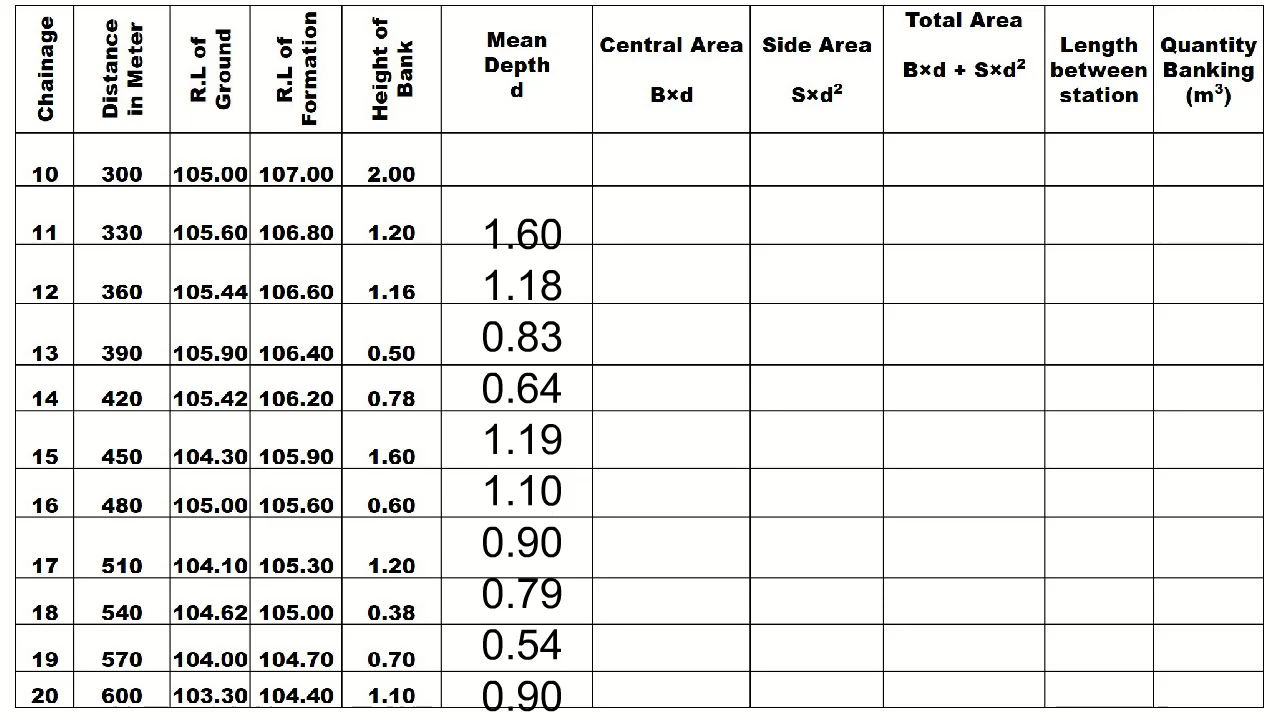 Chainage Distance in Meter R.L of Ground R.L of Formation Height of Bank Mean Depth d Central Area B×d Side Area S×d² Total Area B×d + S×d² Length between station Quantity Banking (m³)
10 300 105.00 107.00 2.00
11 330 105.60 106.80 1.20 1.60
12 360 105.44 106.60 1.16 1.18
13 390 105.90 106.40 0.50 0.83
14 420 105.42 106.20 0.78 0.64
15 450 104.30 105.90 1.60 1.19
16 480 105.00 105.60 0.60 1.10
17 510 104.10 105.30 1.20 0.90
18 540 104.62 105.00 0.38 0.79
19 570 104.00 104.70 0.70 0.54
20 600 103.30 104.40 1.10 0.90